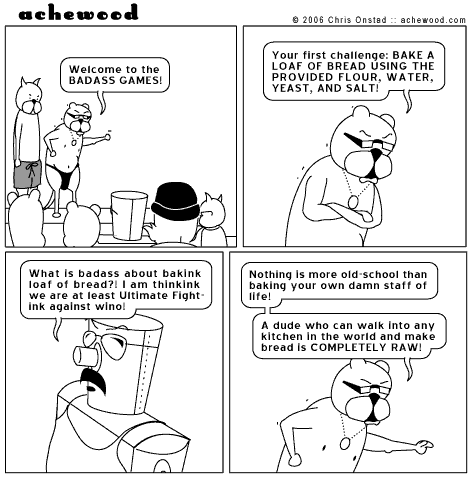 achewood
© 2006 Chris Onstad :: achewood.com
Welcome to the
BADASS GAMES!
Your first challenge: BAKE A
LOAF OF BREAD USING THE
PROVIDED FLOUR, WATER,
YEAST, AND SALT!
What is badass about bakink
loaf of bread?! I am thinkink
we are at least Ultimate Fight-
ink against wino!
Nothing is more old-school than
baking your own damn staff of
life!
A dude who can walk into any
kitchen in the world and make
bread is COMPLETELY RAW!